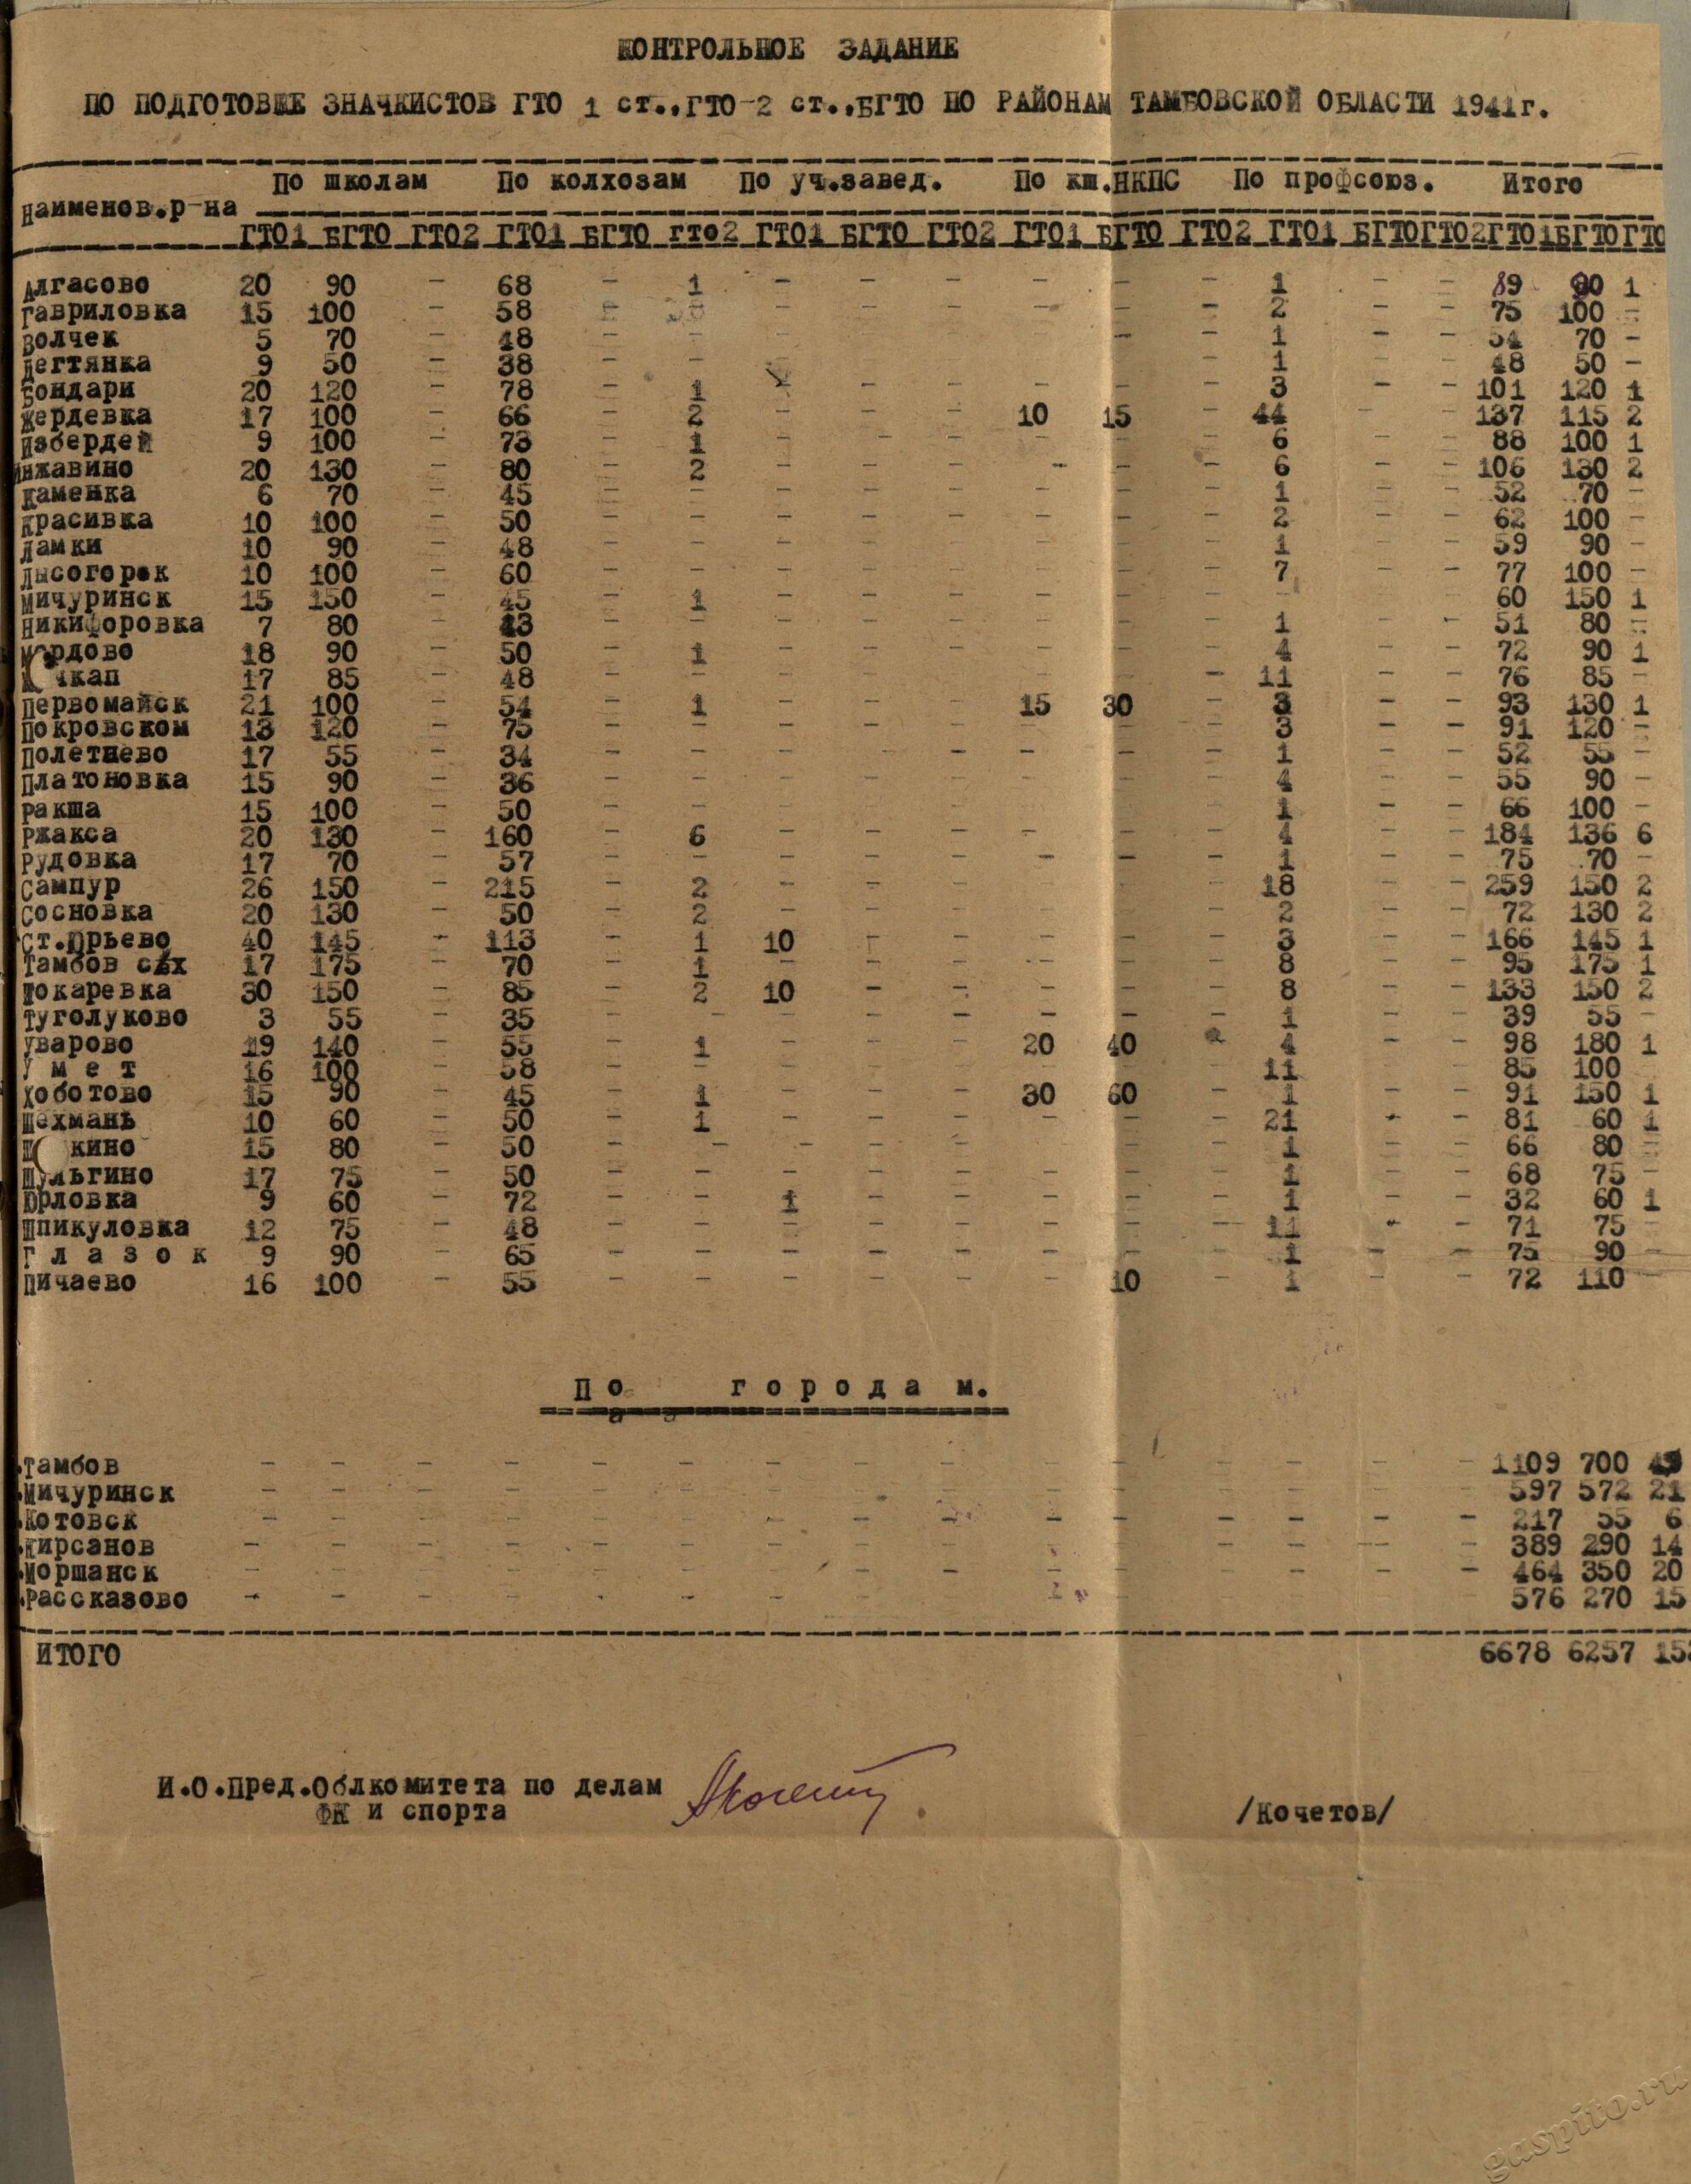 КОНТРОЛЬНОЕ ЗАДАНИЕ
ПО ПОДГОТОВКЕ ЗНАЧКИСТОВ ГТО 1 ст.,ГТО-2 ст.,БГТО ПО РАЙОНАМ ТАМБОВСКОЙ ОБЛАСТИ 1941г.
Наименов.р-на По школам По колхозам По уч.завед. По кш.НКПС По профсоюз. Итого
ГТО1 БГТО ГТО2 ГТО1 БГТО гто2 ГТО1 БГТО ГТО2 ГТО1 БГТО ГТО2 ГТО1 БГТО ГТО2 ГТО1 БГТО ГТО
Алгасово 20 90 - 68 - 1 - - - - - - 1 - - 89 90 1
Гавриловка 15 100 - 58 - - - - - - - - 2 - - 75 100 -
Волчек 5 70 - 48 - - - - - - - - 1 - - 54 70 -
Дегтянка 9 50 - 38 - - - - - - - - 1 - - 48 50 -
Бондари 20 120 - 78 - 1 - - - - - - 3 - - 101 120 1
Жердевка 17 100 - 66 - 2 - - - 10 15 - 44 - - 137 115 2
Избердей 9 100 - 73 - 1 - - - - - - 6 - - 88 100 1
Инжавино 20 130 - 80 - 2 - - - - - - 6 - - 106 130 2
Каменка 6 70 - 45 - - - - - - - - 1 - - 52 70 -
Красивка 10 100 - 50 - - - - - - - - 2 - - 62 100 -
Ламки 10 90 - 48 - - - - - - - - 1 - - 59 90 -
Лысогорск 10 100 - 60 - - - - - - - - 7 - - 77 100 -
Мичуринск 15 150 - 45 - 1 - - - - - - - - - 60 150 1
Никифоровка 7 80 - 43 - - - - - - - - 1 - - 51 80 -
Мордово 18 90 - 50 - 1 - - - - - - 4 - - 72 90 1
чкап 17 85 - 48 - - - - - - - - 11 - - 76 85 -
Первомайск 21 100 - 54 - 1 - - - 15 30 - 3 - - 93 130 1
Покровском 13 120 - 75 - - - - - - - - 3 - - 91 120 -
Полетнево 17 55 - 34 - - - - - - - - 1 - - 52 55 -
Платоновка 15 90 - 36 - - - - - - - - 4 - - 55 90 -
Ракша 15 100 - 50 - - - - - - - - 1 - - 66 100 -
Ржакса 20 130 - 160 - 6 - - - - - - 4 - - 184 136 6
Рудовка 17 70 - 57 - - - - - - - - 1 - - 75 70 -
Сампур 26 150 - 215 - 2 - - - - - - 18 - - 259 150 2
Сосновка 20 130 - 50 - 2 - - - - - - 2 - - 72 130 2
Ст.Юрьево 40 145 - 113 - 1 10 - - - - - 3 - - 166 145 1
Тамбов сех 17 175 - 70 - 1 - - - - - - 8 - - 95 175 1
Токаревка 30 150 - 85 - 2 10 - - - - - 8 - - 133 150 2
Туголуково 3 55 - 35 - - - - - - - - 1 - - 39 55 -
Уварово 19 140 - 55 - 1 - - - 20 40 - 4 - - 98 180 1
У м е т 16 100 - 58 - - - - - - - - 11 - - 85 100
Хоботово 15 90 - 45 - 1 - - - 30 60 - 1 - - 91 150 1
Шехмань 10 60 - 50 - 1 - - - - - - 21 - - 81 60 1
Ш кино 15 80 - 50 - - - - - - - - 1 - - 66 80 -
Шульгино 17 75 - 50 - - - - - - - - 1 - - 68 75 -
Юрловка 9 60 - 72 - - 1 - - - - - 1 - - 32 60 1
Шпикуловка 12 75 - 48 - - - - - - - - 11 - - 71 75 -
Г л а з о к 9 90 - 65 - - - - - - - - 1 - - 75 90 -
Пичаево 16 100 - 55 - - - - - - 10 - 1 - - 72 110 -
П о г о р о д а м.
.Тамбов - - - - - - - - - - - - - - - 1109 700
.Мичуринск - - - - - - - - - - - - - - - 597 572 21
.Котовск - - - - - - - - - - - - - - - 217 55 6
.Кирсанов - - - - - - - - - - - - - - - 389 290 14
.Моршанск - - - - - - - - - - - - - - - 464 350 20
.Рассказово - - - - - - - - - - - - - - - 576 270 15
ИТОГО 6678 6257 15
И.О.Пред.Облкомитета по делам
ФК и спорта /Кочетов/
gaspito.ru